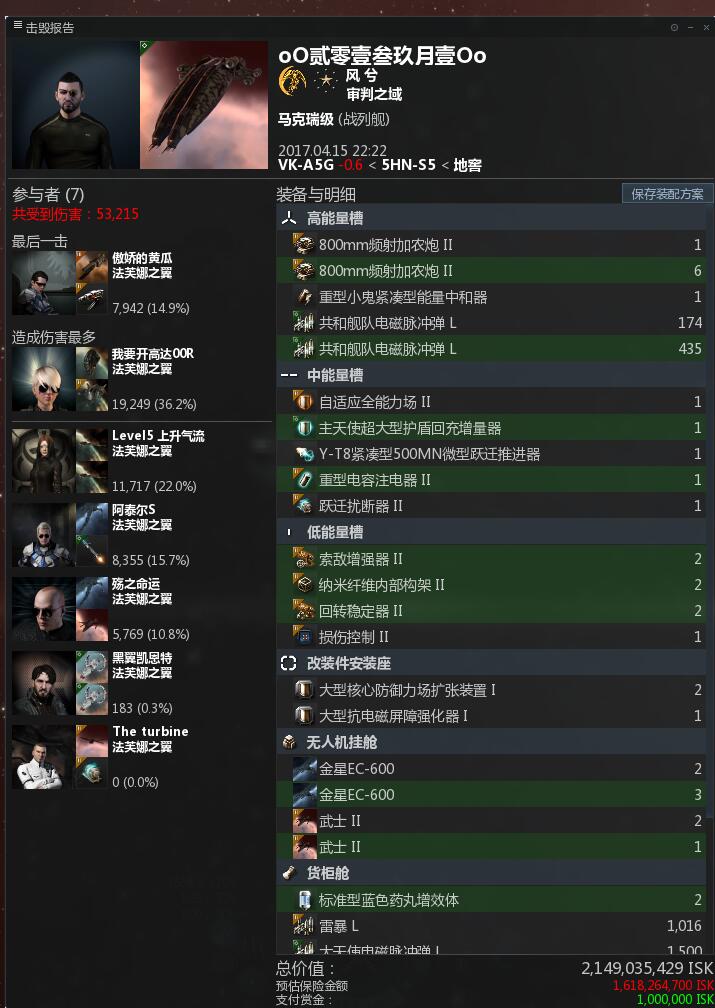 击毁报告
oO贰零壹叁玖月壹Oo
风 兮
审判之域
马克瑞级 (战列舰)
2017.04.15 22:22
VK-A5G -0.6 < 5HN-S5 < 地窖
参与者 (7)
共受到伤害：53,215
最后一击
傲娇的黄瓜
法芙娜之翼
7,942 (14.9%)
造成伤害最多
我要开高达00R
法芙娜之翼
19,249 (36.2%)
Level5 上升气流
法芙娜之翼
11,717 (22.0%)
阿泰尔S
法芙娜之翼
8,355 (15.7%)
殇之命运
法芙娜之翼
5,769 (10.8%)
黑翼凯恩特
法芙娜之翼
183 (0.3%)
The turbine
法芙娜之翼
0 (0.0%)
装备与明细
保存装配方案
高能量槽
800mm频射加农炮 II 1
800mm频射加农炮 II 6
重型小鬼紧凑型能量中和器 1
共和舰队电磁脉冲弹 L 174
共和舰队电磁脉冲弹 L 435
中能量槽
自适应全能力场 II 1
主天使超大型护盾回充增量器 1
Y-T8紧凑型500MN微型跃迁推进器 1
重型电容注电器 II 1
跃迁扰断器 II 1
低能量槽
索敌增强器 II 2
纳米纤维内部构架 II 2
回转稳定器 II 2
损伤控制 II 1
改装件安装座
大型核心防御力场扩张装置 I 2
大型抗电磁屏障强化器 I 1
无人机挂舱
金星EC-600 2
金星EC-600 3
武士 II 2
武士 II 1
货柜舱
标准型蓝色药丸增效体 2
雷暴 L 1,016
大天使电磁脉冲弹 L 1,500
总价值： 2,149,035,429 ISK
预估保险金额 1,618,264,700 ISK
支付赏金： 1,000,000 ISK